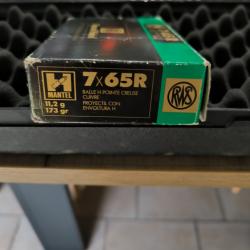 H
MANTEL
11,2 g
173 gr
7x65R
BALLE H-POINTE CREUSE
CUIVRE
PROYECTIL CON
ENVOLTURA H
RWS